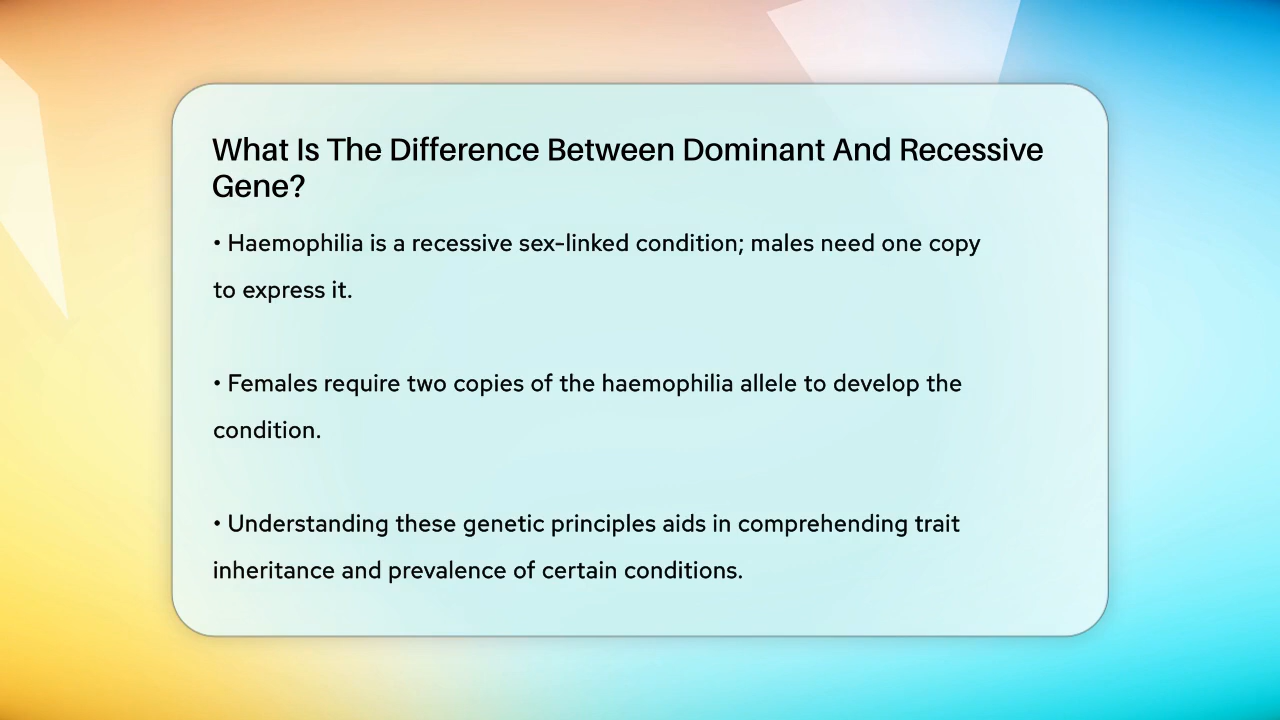 What Is The Difference Between Dominant And Recessive
Gene?
• Haemophilia is a recessive sex-linked condition; males need one copy
to express it.
• Females require two copies of the haemophilia allele to develop the
condition.
• Understanding these genetic principles aids in comprehending trait
inheritance and prevalence of certain conditions.